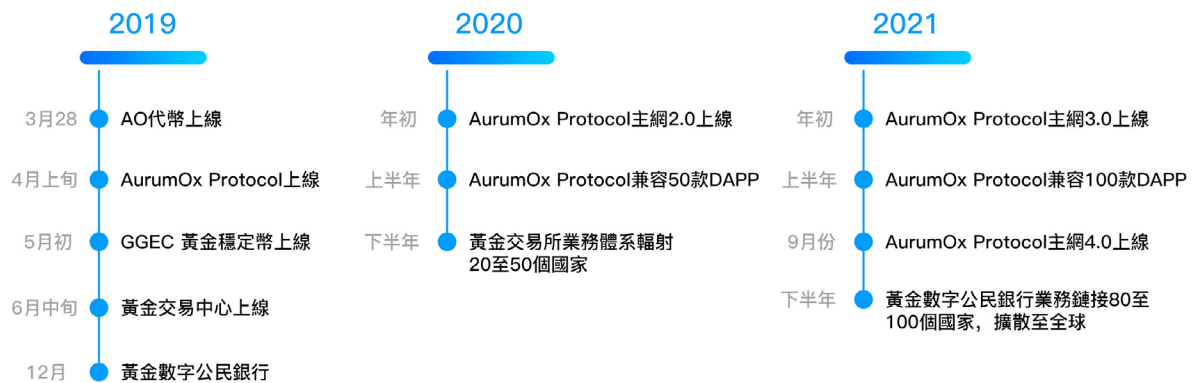 2019
3月28 AO代幣上線
4月上旬 AurumOx Protocol上線
5月初 GGEC 黃金穩定幣上線
6月中旬 黃金交易中心上線
12月 黃金數字公民銀行
2020
年初 AurumOx Protocol主網2.0上線
上半年 AurumOx Protocol兼容50款DAPP
下半年 黃金交易所業務體系輻射
20至50個國家
2021
年初 AurumOx Protocol主網3.0上線
上半年 AurumOx Protocol兼容100款DAPP
9月份 AurumOx Protocol主網4.0上線
下半年 黃金數字公民銀行業務鏈接80至
100個國家，擴散至全球